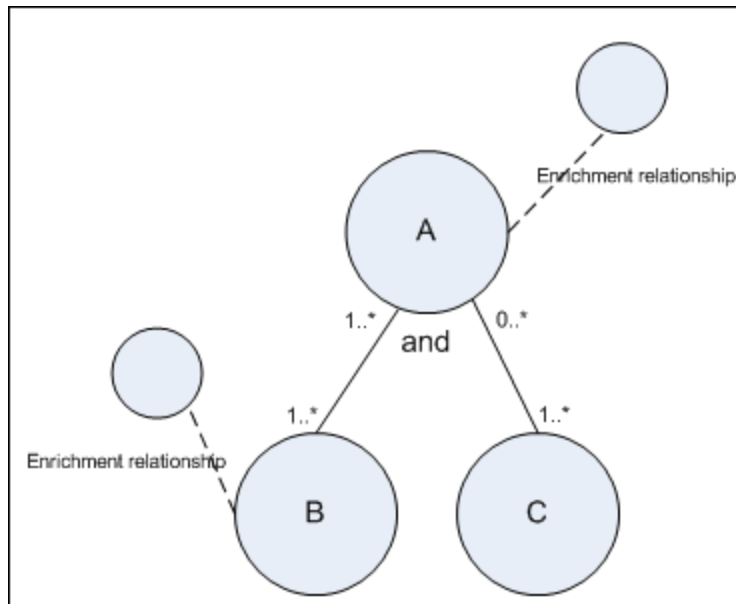 Enrichment relationship
A
1..*
0..*
and
1..*
1..*
Enrichment relationship
B
C